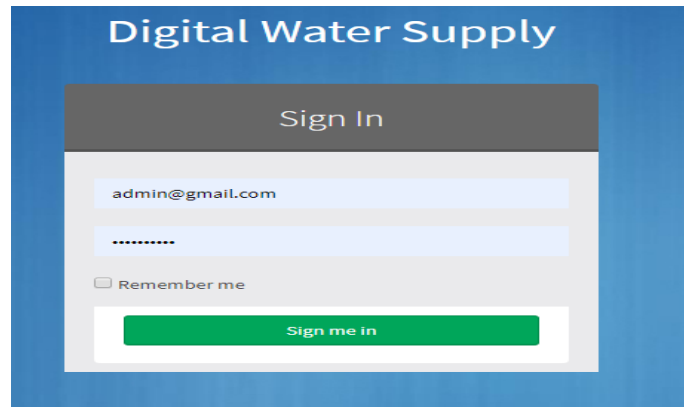 Digital Water Supply
Sign In
admin@gmail.com
••••••••••
Remember me
Sign me in